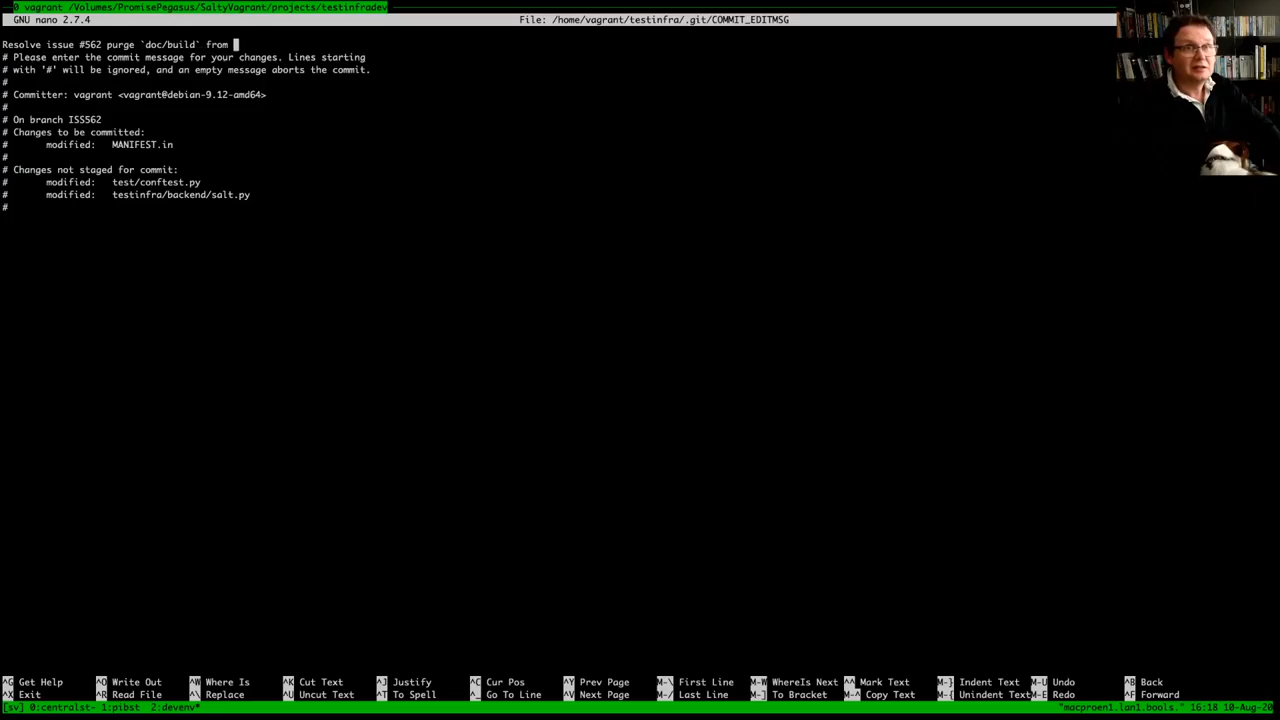 0 vagrant /Volumes/PromisePegasus/SaltyVagrant/projects/testinfradev
GNU nano 2.7.4 File: /home/vagrant/testinfra/.git/COMMIT_EDITMSG
Resolve issue #562 purge `doc/build` from
# Please enter the commit message for your changes. Lines starting
# with '#' will be ignored, and an empty message aborts the commit.
#
# Committer: vagrant <vagrant@debian-9.12-amd64>
#
# On branch ISS562
# Changes to be committed:
# modified: MANIFEST.in
#
# Changes not staged for commit:
# modified: test/conftest.py
# modified: testinfra/backend/salt.py
#
^G Get Help ^O Write Out ^W Where Is ^K Cut Text ^J Justify ^C Cur Pos ^Y Prev Page M-\ First Line M-W WhereIs Next ^^ Mark Text M-} Indent Text M-U Undo ^B Back
^X Exit ^R Read File ^\ Replace ^U Uncut Text ^T To Spell ^_ Go To Line ^V Next Page M-/ Last Line M-] To Bracket M-^ Copy Text M-{ Unindent Text M-E Redo ^F Forward
[sv] 0:centralst- 1:pibst 2:devenv* "macproen1.lan1.bools." 16:18 10-Aug-20